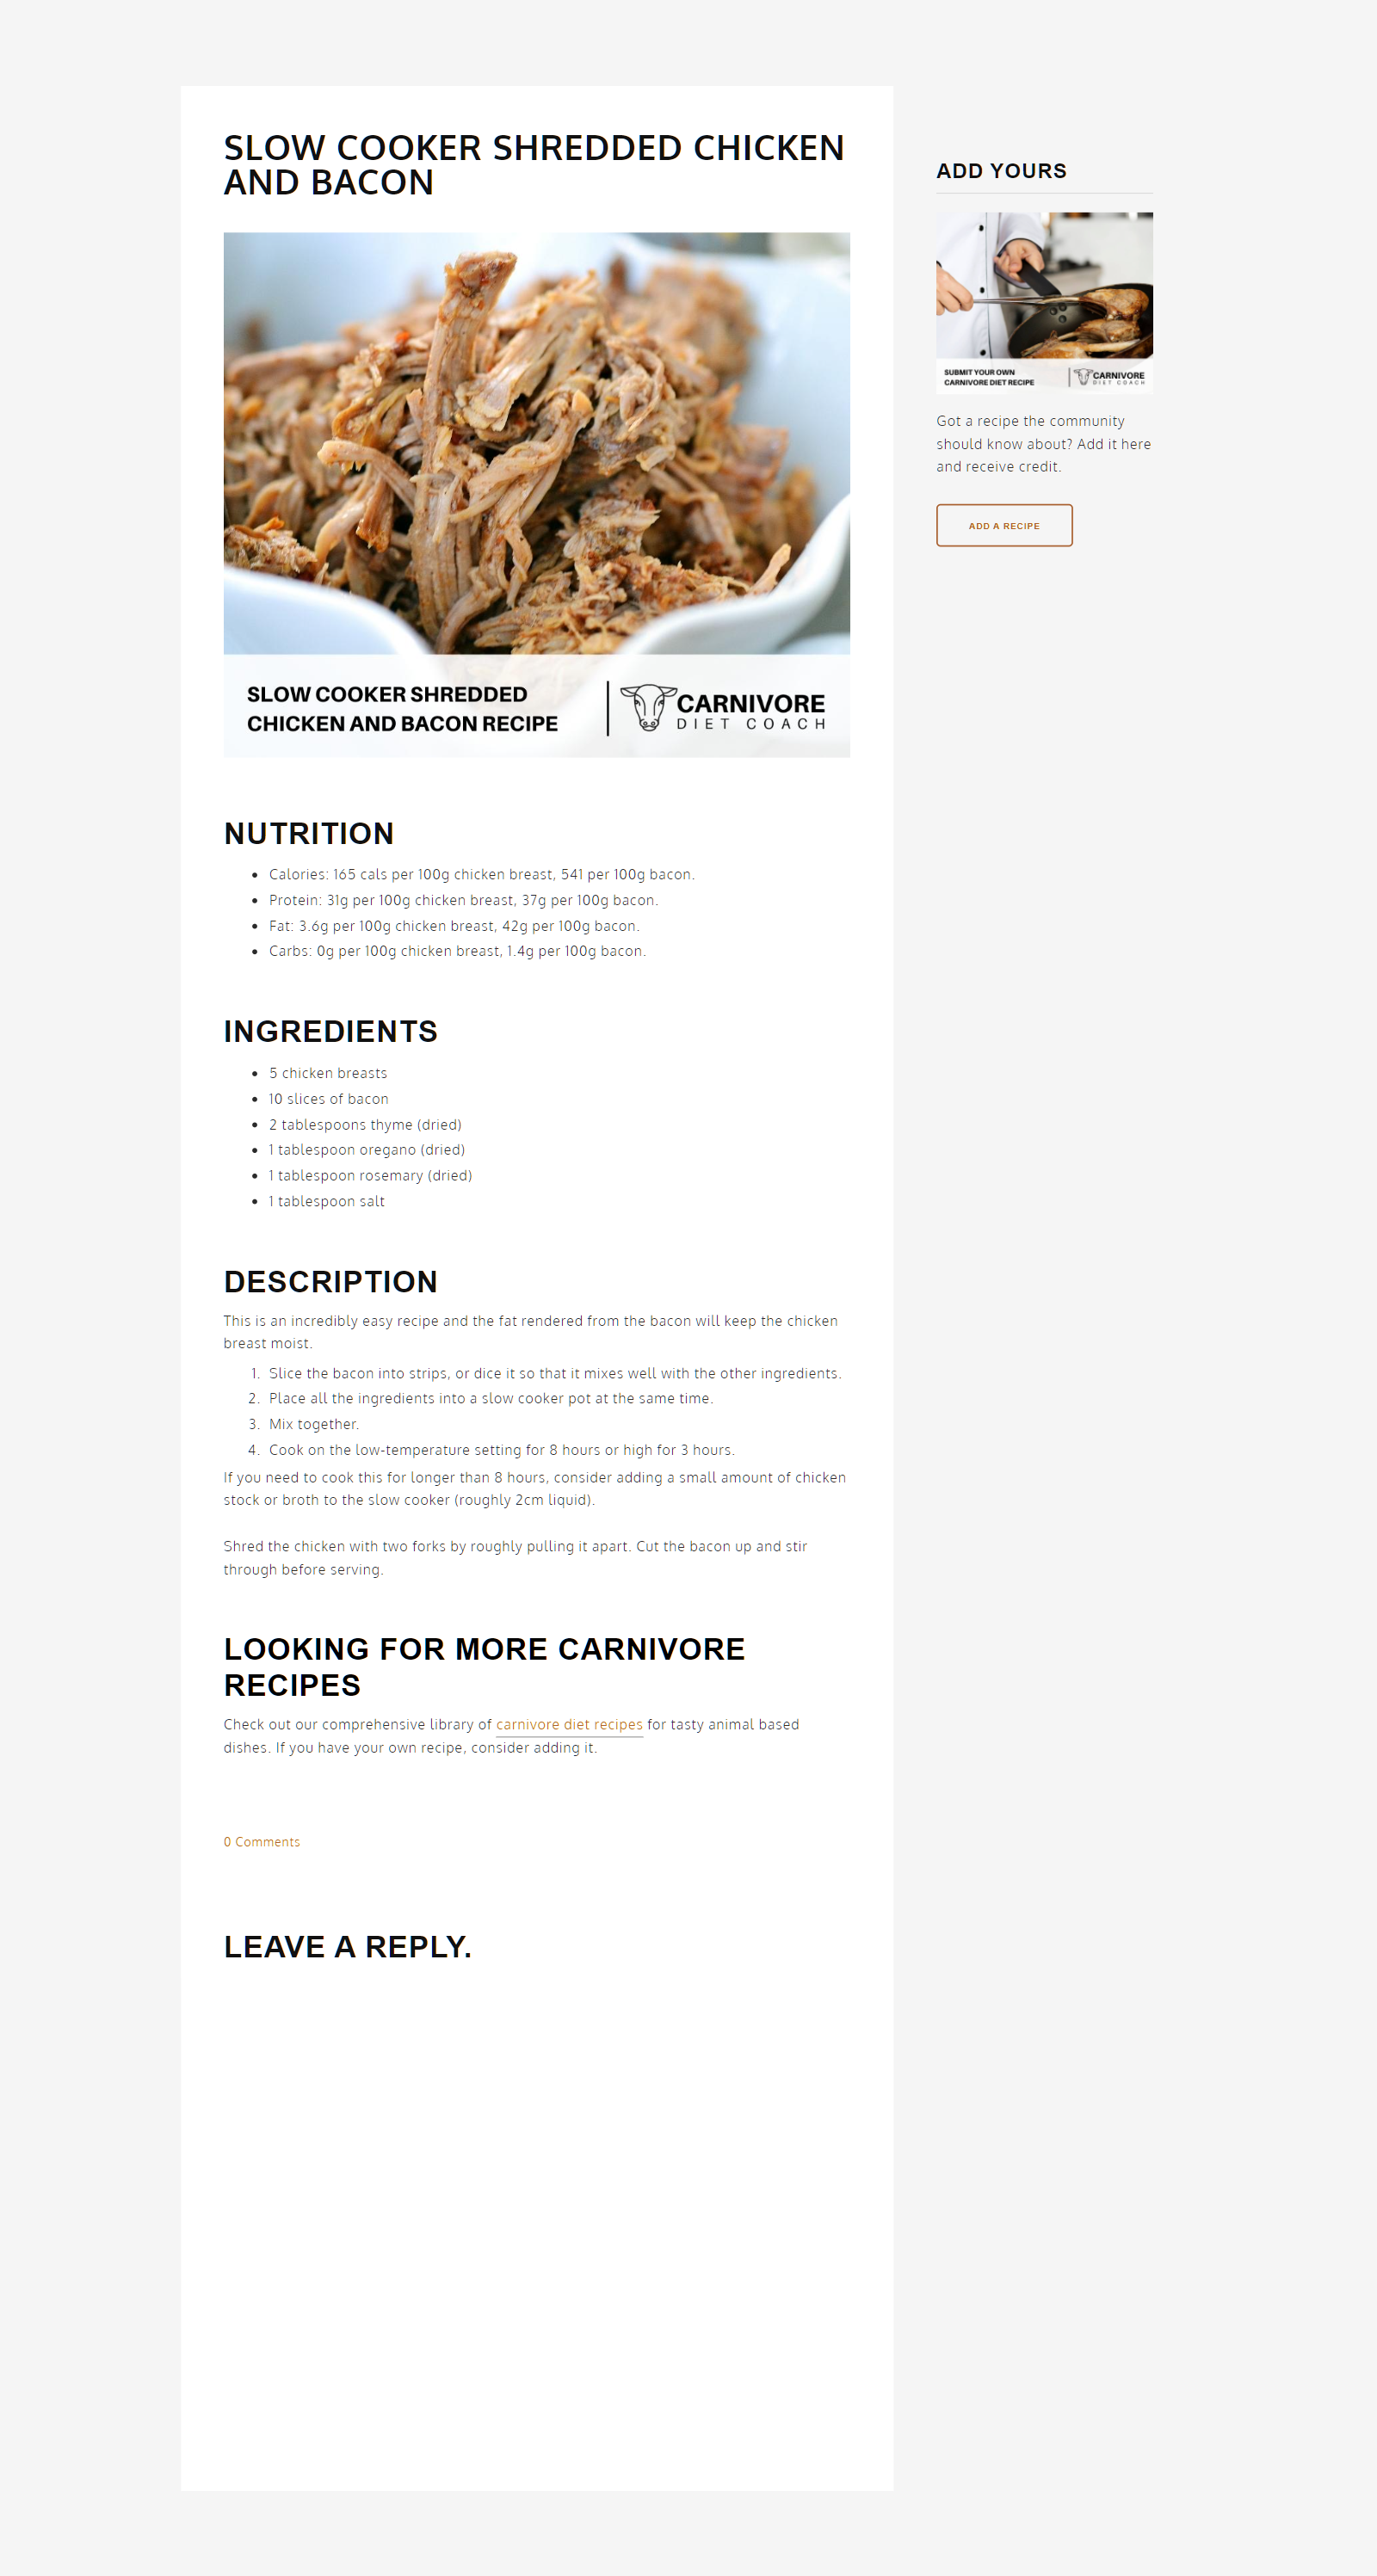 SLOW COOKER SHREDDED CHICKEN
AND BACON
SLOW COOKER SHREDDED
CHICKEN AND BACON RECIPE
CARNIVORE
DIET COACH
NUTRITION
• Calories: 165 cals per 100g chicken breast, 541 per 100g bacon.
• Protein: 31g per 100g chicken breast, 37g per 100g bacon.
• Fat: 3.6g per 100g chicken breast, 42g per 100g bacon.
• Carbs: 0g per 100g chicken breast, 1.4g per 100g bacon.
INGREDIENTS
• 5 chicken breasts
• 10 slices of bacon
• 2 tablespoons thyme (dried)
• 1 tablespoon oregano (dried)
• 1 tablespoon rosemary (dried)
• 1 tablespoon salt
DESCRIPTION
This is an incredibly easy recipe and the fat rendered from the bacon will keep the chicken
breast moist.
1. Slice the bacon into strips, or dice it so that it mixes well with the other ingredients.
2. Place all the ingredients into a slow cooker pot at the same time.
3. Mix together.
4. Cook on the low-temperature setting for 8 hours or high for 3 hours.
If you need to cook this for longer than 8 hours, consider adding a small amount of chicken
stock or broth to the slow cooker (roughly 2cm liquid).
Shred the chicken with two forks by roughly pulling it apart. Cut the bacon up and stir
through before serving.
LOOKING FOR MORE CARNIVORE
RECIPES
Check out our comprehensive library of carnivore diet recipes for tasty animal based
dishes. If you have your own recipe, consider adding it.
0 Comments
LEAVE A REPLY.
ADD YOURS
SUBMIT YOUR OWN
CARNIVORE DIET RECIPE
CARNIVORE
DIET COACH
Got a recipe the community
should know about? Add it here
and receive credit.
ADD A RECIPE